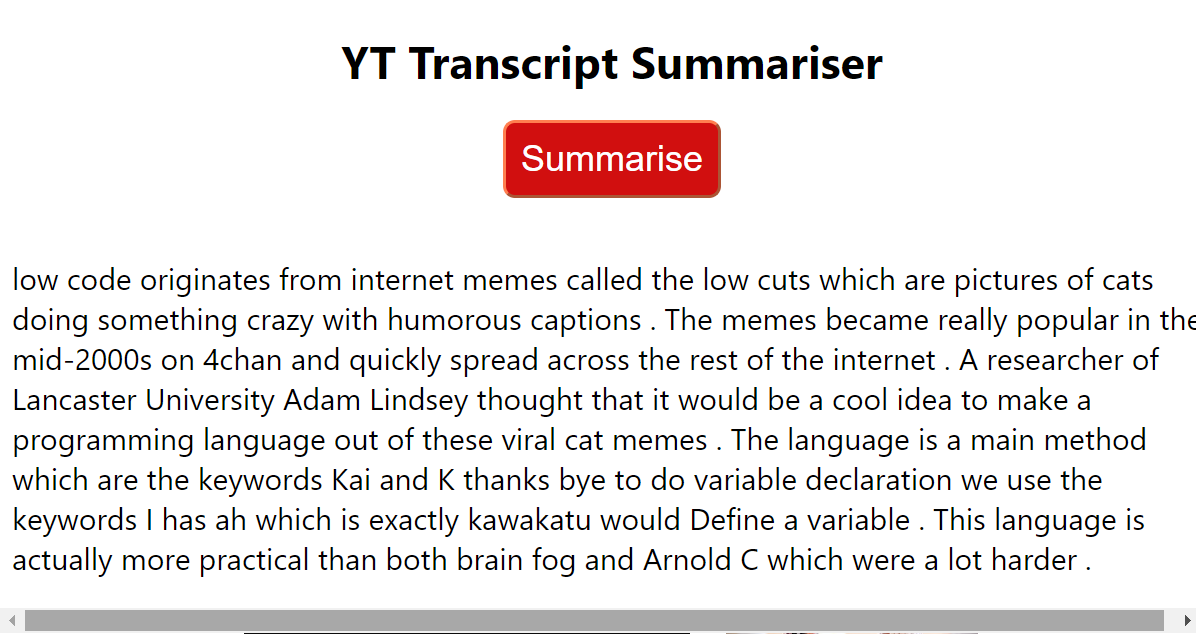 YT Transcript Summariser
Summarise
low code originates from internet memes called the low cuts which are pictures of cats
doing something crazy with humorous captions . The memes became really popular in the
mid-2000s on 4chan and quickly spread across the rest of the internet . A researcher of
Lancaster University Adam Lindsey thought that it would be a cool idea to make a
programming language out of these viral cat memes . The language is a main method
which are the keywords Kai and K thanks bye to do variable declaration we use the
keywords I has ah which is exactly kawakatu would Define a variable . This language is
actually more practical than both brain fog and Arnold C which were a lot harder .